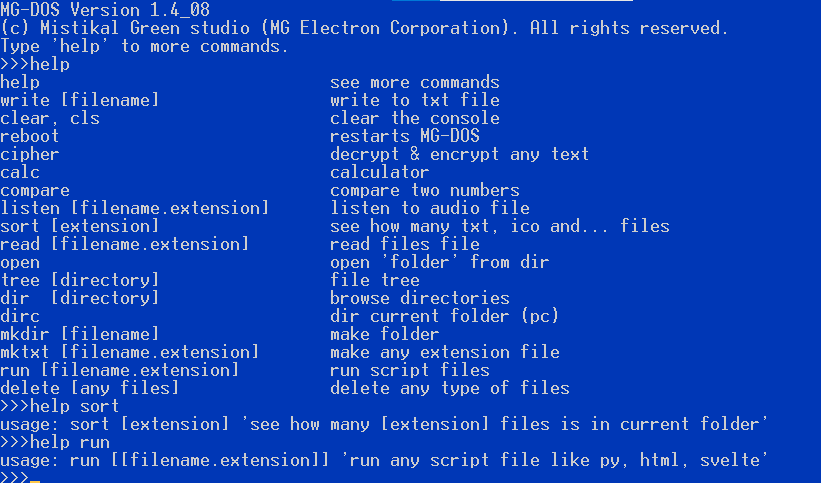 MG-DOS Version 1.4_08
(c) Mistikal Green studio (MG Electron Corporation). All rights reserved.
Type 'help' to more commands.
>>>help
help see more commands
write [filename] write to txt file
clear, cls clear the console
reboot restarts MG-DOS
cipher decrypt & encrypt any text
calc calculator
compare compare two numbers
listen [filename.extension] listen to audio file
sort [extension] see how many txt, ico and... files
read [filename.extension] read files file
open open 'folder' from dir
tree [directory] file tree
dir  [directory] browse directories
dirc dir current folder (pc)
mkdir [filename] make folder
mktxt [filename.extension] make any extension file
run [filename.extension] run script files
delete [any files] delete any type of files
>>>help sort
usage: sort [extension] 'see how many [extension] files is in current folder'
>>>help run
usage: run [[filename.extension]] 'run any script file like py, html, svelte'
>>>_